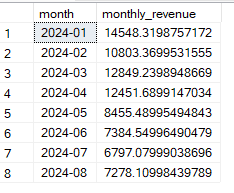 month monthly_revenue
1 2024-01 14548.3198757172
2 2024-02 10803.3699531555
3 2024-03 12849.2398948669
4 2024-04 12451.6899147034
5 2024-05 8455.48995494843
6 2024-06 7384.54996490479
7 2024-07 6797.07999038696
8 2024-08 7278.10998439789